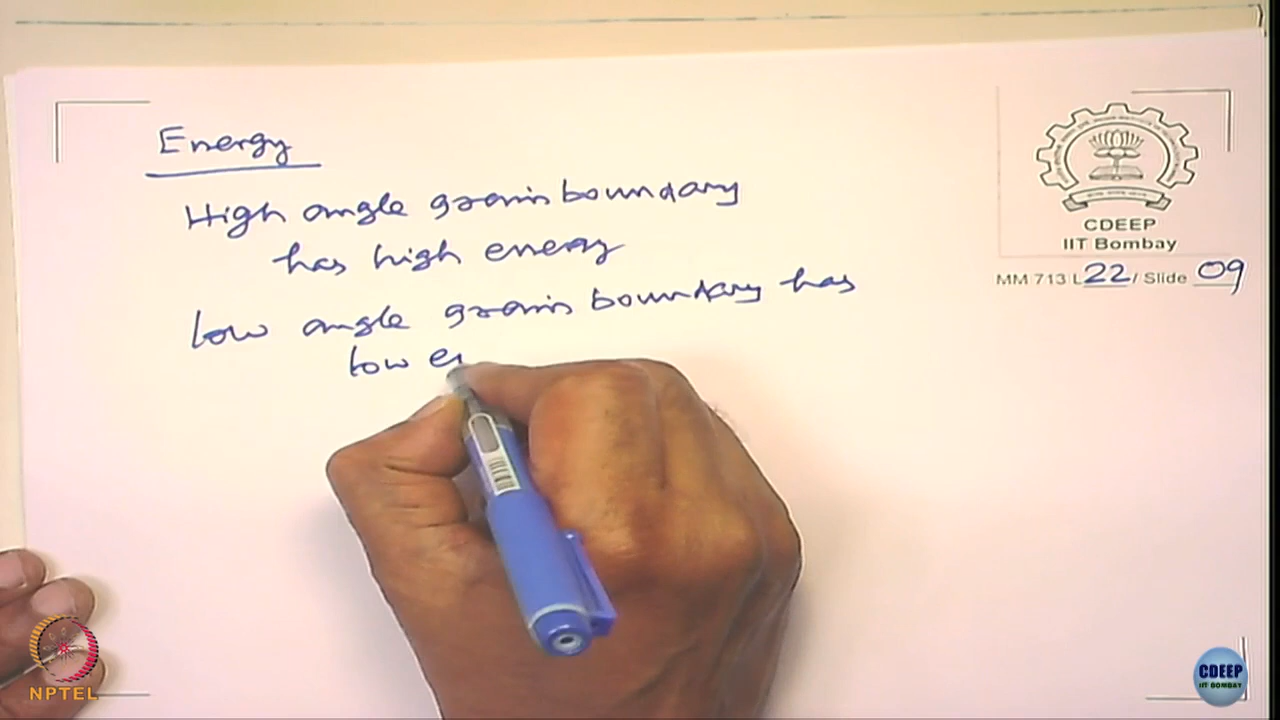 Energy
High angle grain boundary
has high energy
Low angle grain boundary has
low en
CDEEP
IIT Bombay
MM 713 L 22 / Slide 09
NPTEL
CDEEP
IIT BOMBAY